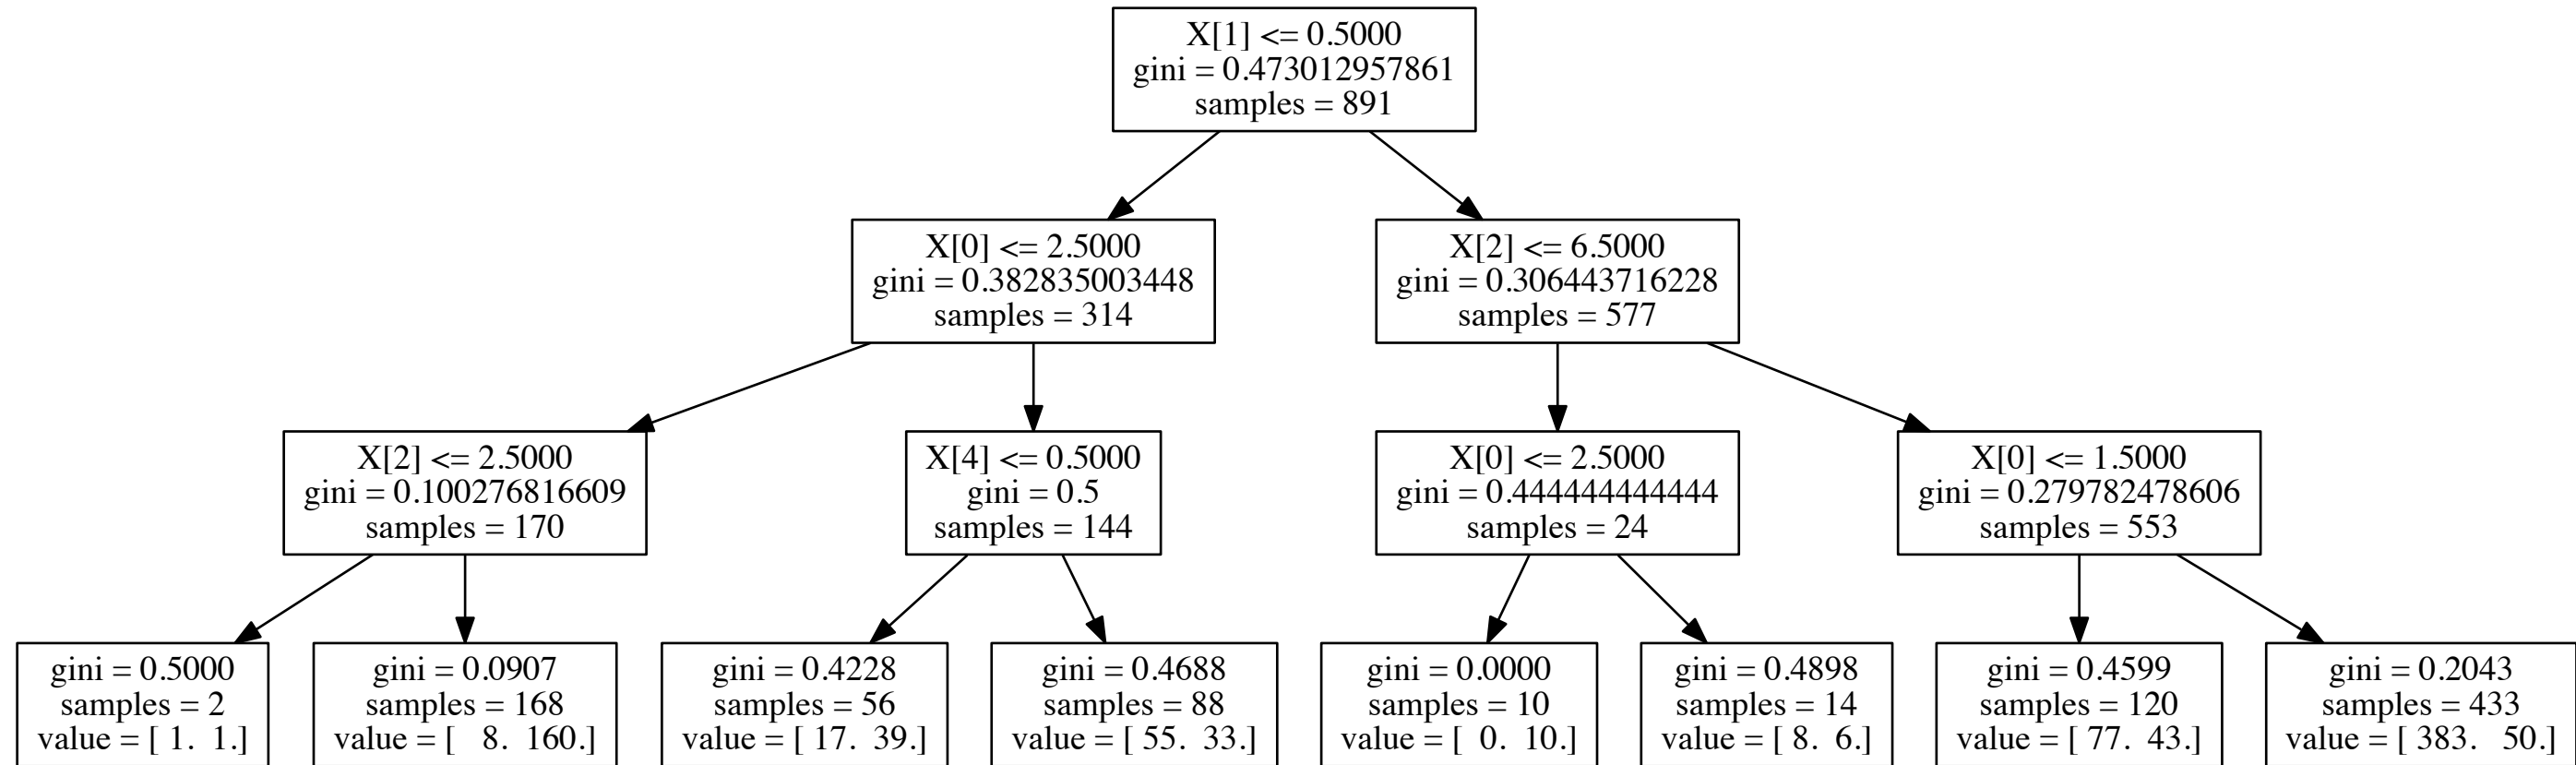 X[1] <= 0.5000
gini = 0.473012957861
samples = 891
X[0] <= 2.5000
gini = 0.382835003448
samples = 314
X[2] <= 6.5000
gini = 0.306443716228
samples = 577
X[2] <= 2.5000
gini = 0.100276816609
samples = 170
X[4] <= 0.5000
gini = 0.5
samples = 144
X[0] <= 2.5000
gini = 0.444444444444
samples = 24
X[0] <= 1.5000
gini = 0.279782478606
samples = 553
gini = 0.5000
samples = 2
value = [ 1.  1.]
gini = 0.0907
samples = 168
value = [   8.  160.]
gini = 0.4228
samples = 56
value = [ 17.  39.]
gini = 0.4688
samples = 88
value = [ 55.  33.]
gini = 0.0000
samples = 10
value = [  0.  10.]
gini = 0.4898
samples = 14
value = [ 8.  6.]
gini = 0.4599
samples = 120
value = [ 77.  43.]
gini = 0.2043
samples = 433
value = [ 383.   50.]